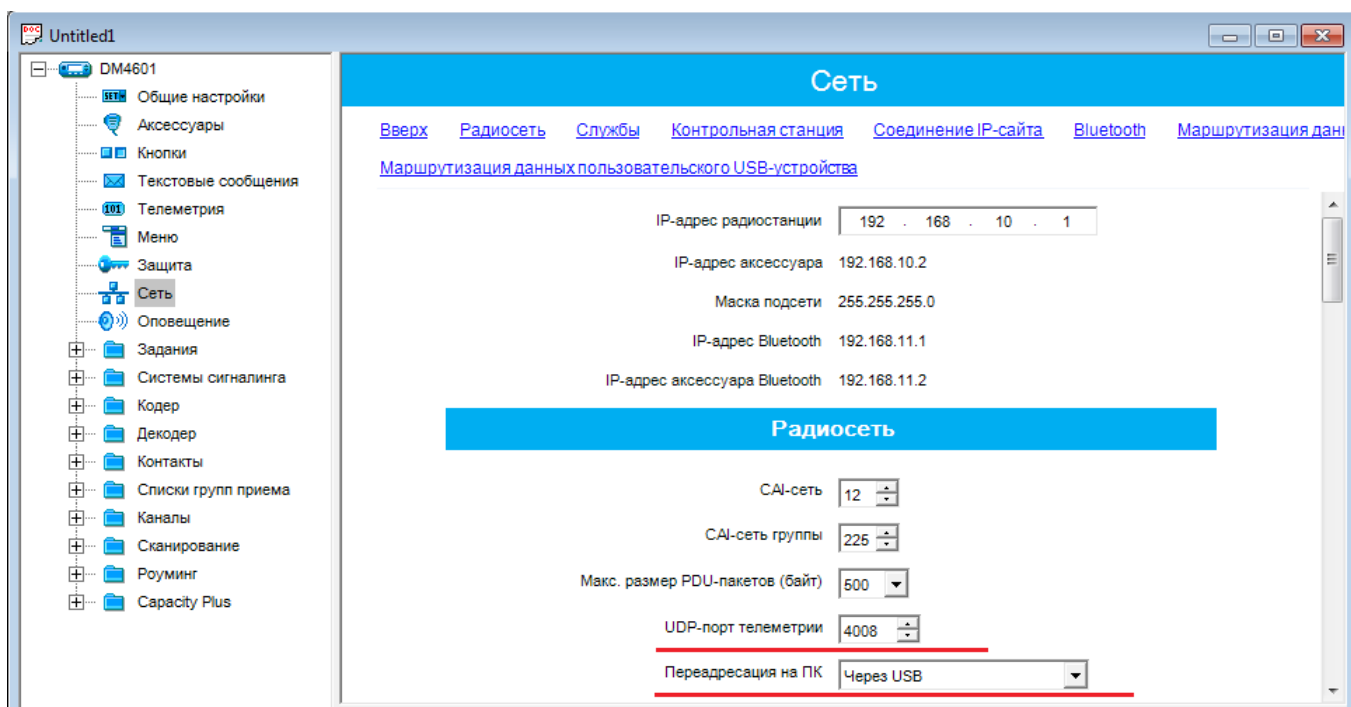 Untitled1
DM4601
Общие настройки
Аксессуары
Кнопки
Текстовые сообщения
Телеметрия
Меню
Защита
Сеть
Оповещение
Задания
Системы сигналинга
Кодер
Декодер
Контакты
Списки групп приема
Каналы
Сканирование
Роуминг
Capacity Plus
Сеть
Вверх Радиосеть Службы Контрольная станция Соединение IP-сайта Bluetooth Маршрутизация данн
Маршрутизация данных пользовательского USB-устройства
IP-адрес радиостанции 192 . 168 . 10 . 1
IP-адрес аксессуара 192.168.10.2
Маска подсети 255.255.255.0
IP-адрес Bluetooth 192.168.11.1
IP-адрес аксессуара Bluetooth 192.168.11.2
Радиосеть
CAI-сеть 12
CAI-сеть группы 225
Макс. размер PDU-пакетов (байт) 500
UDP-порт телеметрии 4008
Переадресация на ПК Через USB